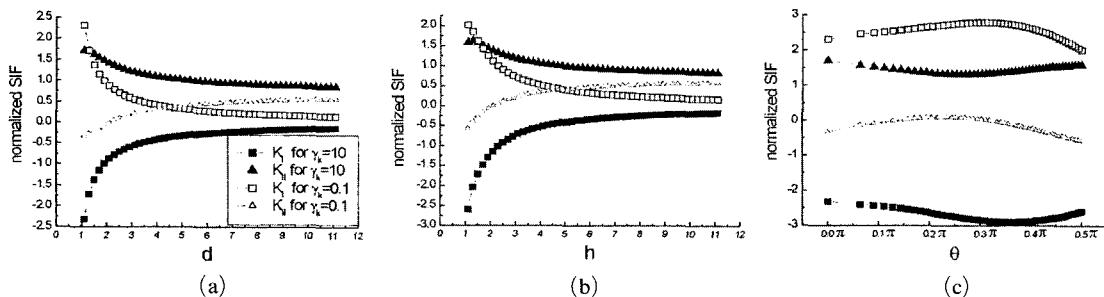 normalized SIF
2.5
2.0
1.5
1.0
0.5
0.0
-0.5
-1.0
-1.5
-2.0
-2.5
0 1 2 3 4 5 6 7 8 9 10 11 12
d
K_I for γ_k=10
K_II for γ_k=10
K_I for γ_k=0.1
K_II for γ_k=0.1
(a)
normalized SIF
2.5
2.0
1.5
1.0
0.5
0.0
-0.5
-1.0
-1.5
-2.0
-2.5
-3.0
0 1 2 3 4 5 6 7 8 9 10 11 12
h
(b)
normalized SIF
3
2
1
0
-1
-2
-3
0.0π 0.1π 0.2π 0.3π 0.4π 0.5π
θ
(c)